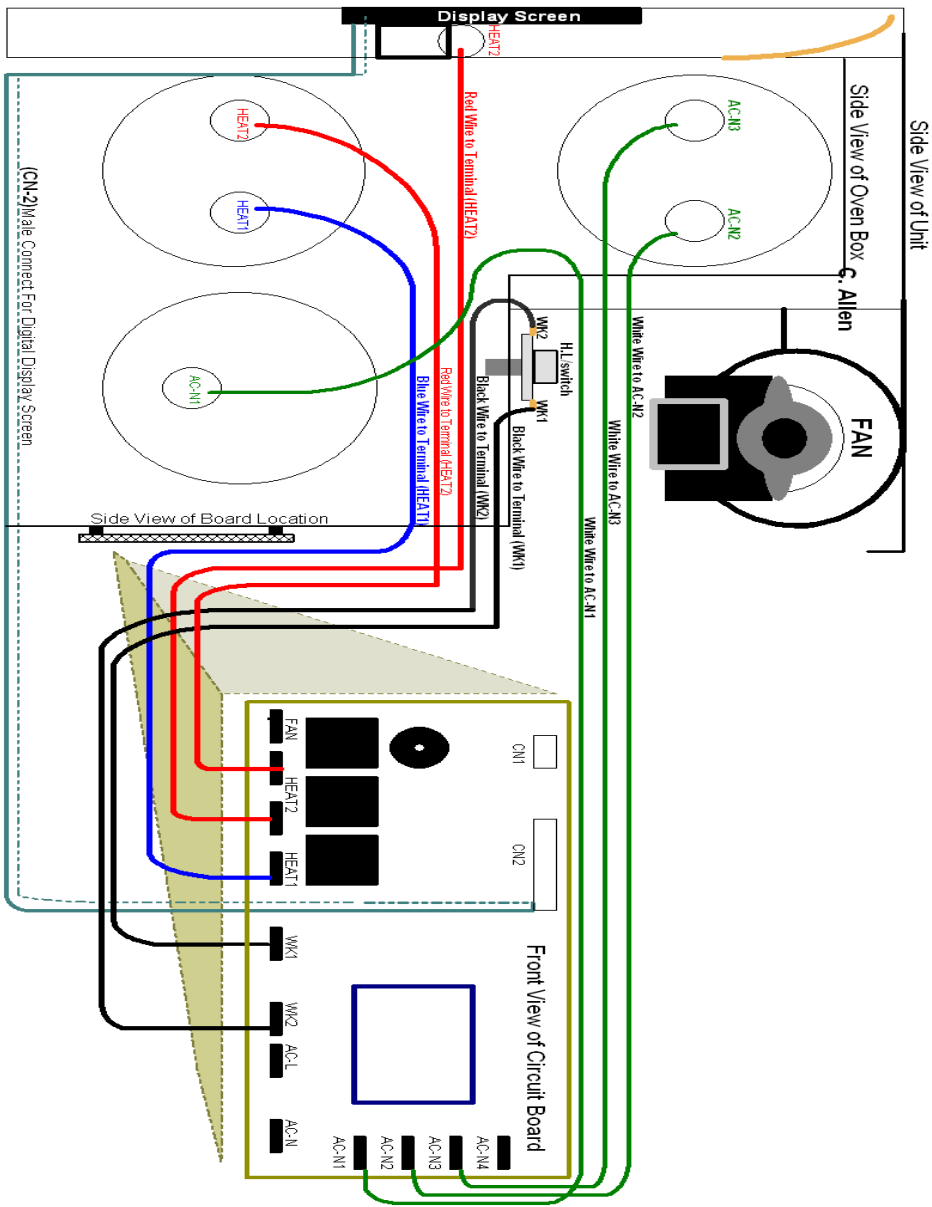 Display Screen
HEAT2
Side View of Unit
Side View of Oven Box
C. Allen
HEAT2
HEAT1
AC-N3
AC-N2
Red Wire to Terminal (HEAT2)
(CN-2)Male Connect For Digital Display Screen
AC-N1
WK2
H.L/switch
WK1
FAN
White Wire to AC-N2
White Wire to AC-N3
White Wire to AC-N1
Blue Wire to Terminal (HEAT1)
Red Wire to Terminal (HEAT2)
Black Wire to Terminal (WK2)
Black Wire to Terminal (WK1)
Side View of Board Location
FAN
HEAT2
HEAT1
WK1
WK2
AC-L
AC-N
CN1
CN2
Front View of Circuit Board
AC-N1
AC-N2
AC-N3
AC-N4